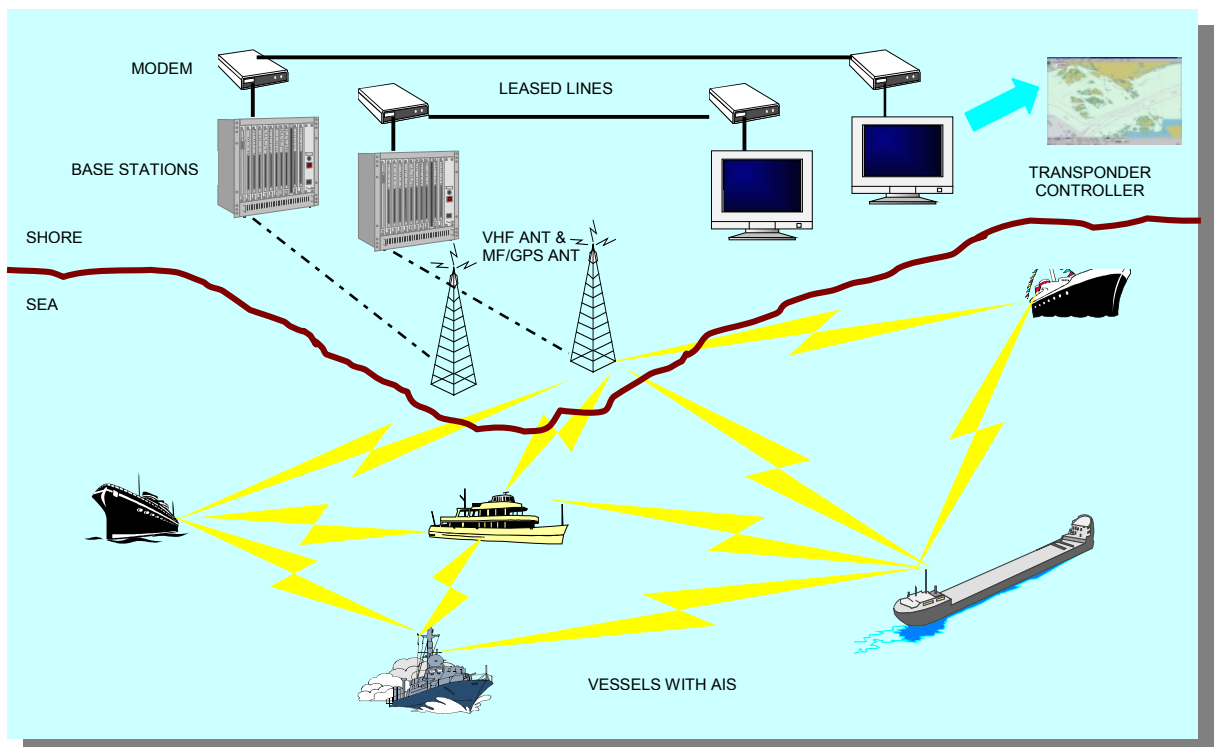 MODEM
LEASED LINES
BASE STATIONS
TRANSPONDER
CONTROLLER
SHORE
VHF ANT &
MF/GPS ANT
SEA
VESSELS WITH AIS